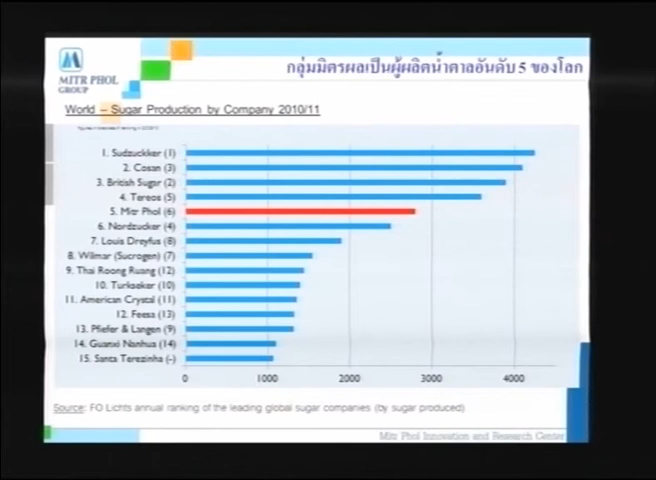 MITR PHOL
GROUP
กลุ่มมิตรผลเป็นผู้ผลิตน้ำตาลอันดับ 5 ของโลก
World – Sugar Production by Company 2010/11
1. Sudzuckker (1)
2. Cosan (3)
3. British Sugar (2)
4. Tereos (5)
5. Mitr Phol (6)
6. Nordzucker (4)
7. Louis Dreyfus (8)
8. Wilmar (Sucrogen) (7)
9. Thai Roong Ruang (12)
10. Turkseker (10)
11. American Crystal (11)
12. Feesa (13)
13. Pfiefer & Langen (9)
14. Guanxi Nanhua (14)
15. Santa Terezinha (-)
0 1000 2000 3000 4000
Source: FO Lichts annual ranking of the leading global sugar companies (by sugar produced)
Mitr Phol Innovation and Research Center